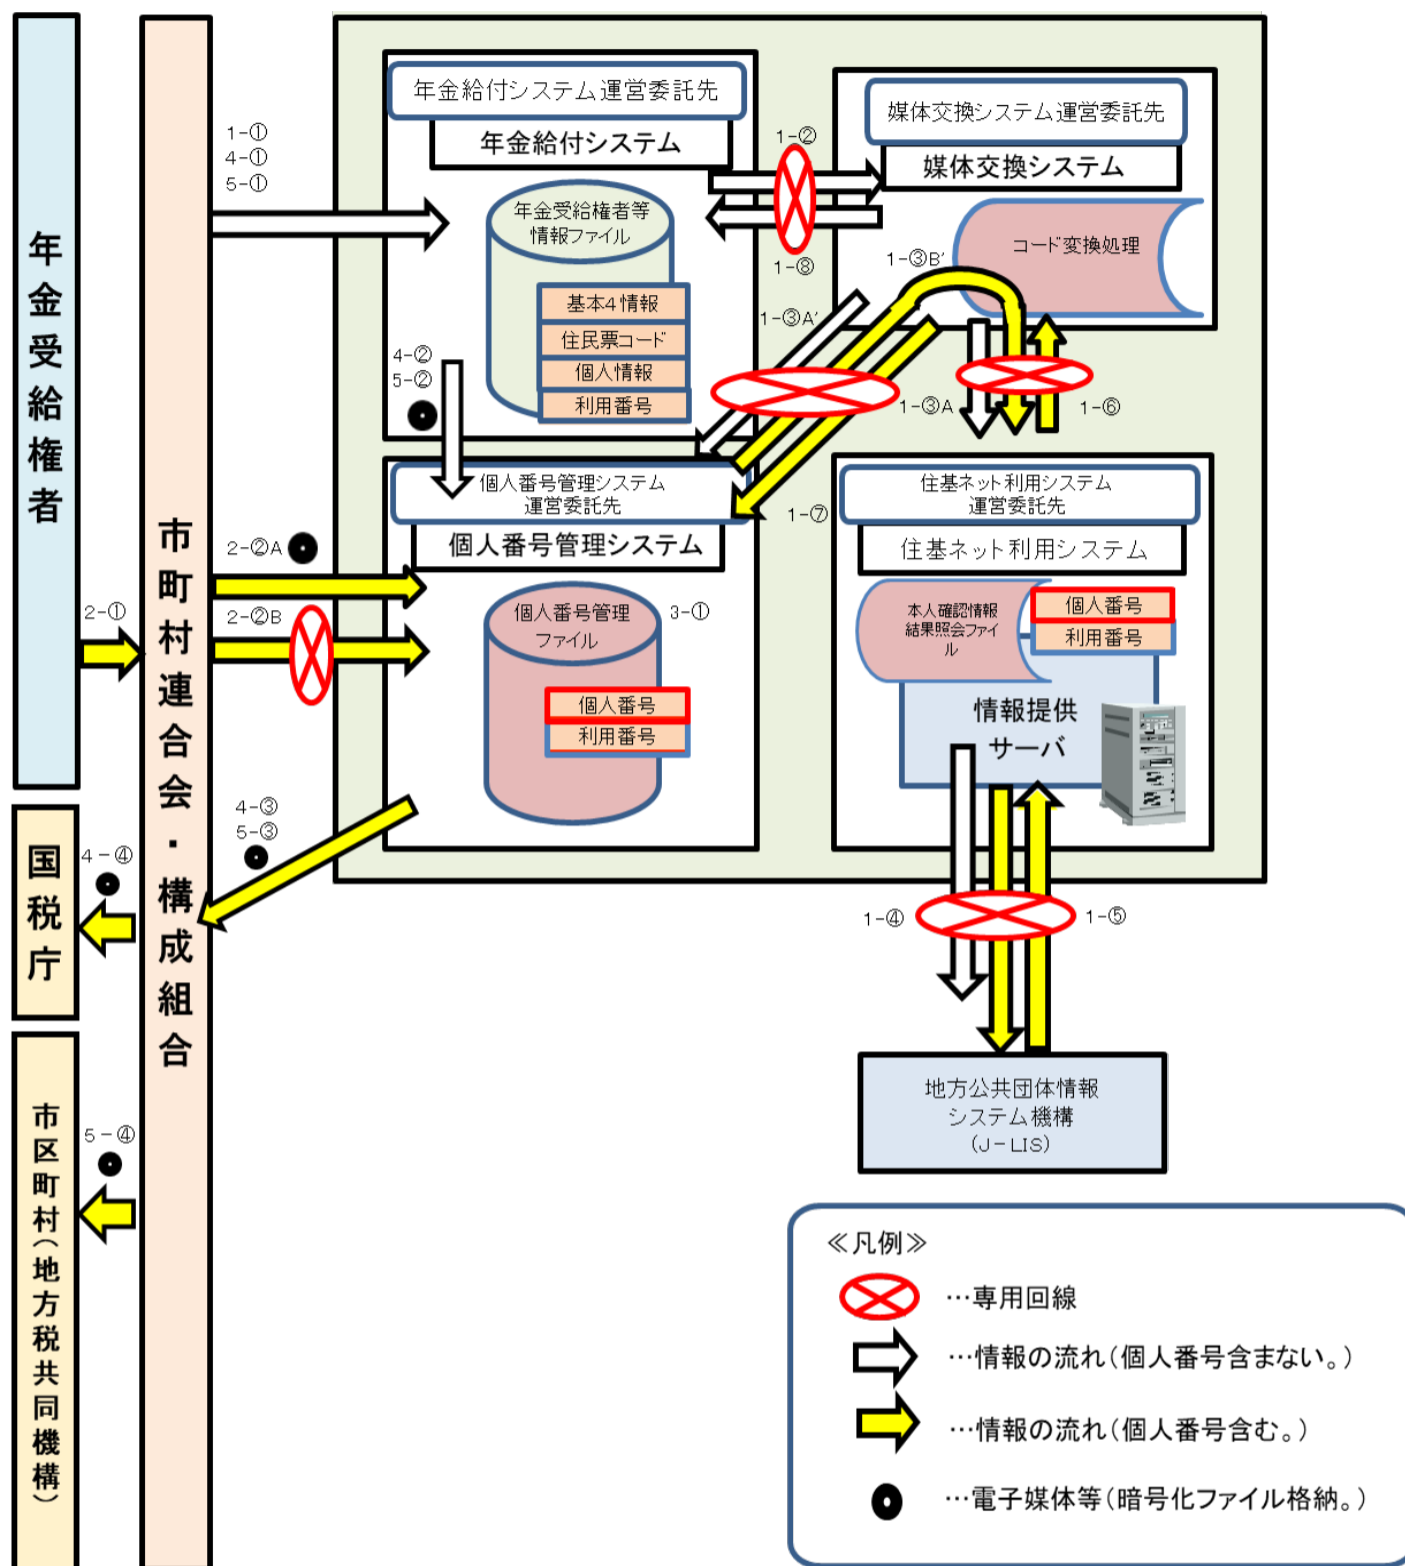 年金受給権者
国税庁
市区町村（地方税共同機構）
市町村連合会・構成組合
1-①
4-①
5-①
年金給付システム運営委託先
年金給付システム
年金受給権者等
情報ファイル
基本4情報
住民票コード
個人情報
利用番号
4-②
5-②
1-②
1-⑧
媒体交換システム運営委託先
媒体交換システム
コード変換処理
1-③B'
1-③A'
1-③A
1-⑥
1-⑦
個人番号管理システム
運営委託先
個人番号管理システム
個人番号管理
ファイル
3-①
個人番号
利用番号
2-①
2-②A
2-②B
4-③
5-③
4-④
5-④
住基ネット利用システム
運営委託先
住基ネット利用システム
本人確認情報
結果照会ファイ
ル
個人番号
利用番号
情報提供
サーバ
1-④
1-⑤
地方公共団体情報
システム機構
（J-LIS）
≪凡例≫
…専用回線
…情報の流れ（個人番号含まない。）
…情報の流れ（個人番号含む。）
…電子媒体等（暗号化ファイル格納。）